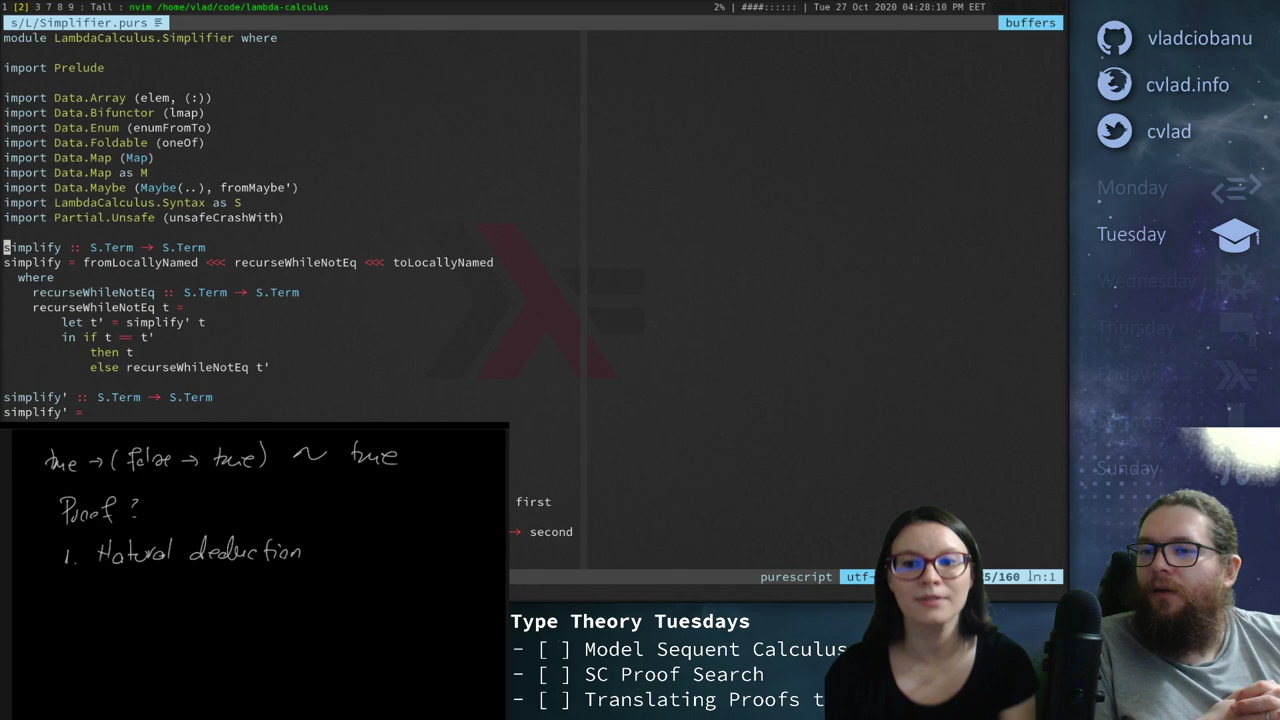 1 [2] 3 7 8 9 : Tall : nvim /home/vlad/code/lambda-calculus
2% | ####:::::: | Tue 27 Oct 2020 04:28:10 PM EET
s/L/Simplifier.purs
buffers
module LambdaCalculus.Simplifier where
import Prelude
import Data.Array (elem, (:))
import Data.Bifunctor (lmap)
import Data.Enum (enumFromTo)
import Data.Foldable (oneOf)
import Data.Map (Map)
import Data.Map as M
import Data.Maybe (Maybe(..), fromMaybe')
import LambdaCalculus.Syntax as S
import Partial.Unsafe (unsafeCrashWith)
simplify :: S.Term → S.Term
simplify = fromLocallyNamed <<< recurseWhileNotEq <<< toLocallyNamed
where
recurseWhileNotEq :: S.Term → S.Term
recurseWhileNotEq t =
let t' = simplify' t
in if t == t'
then t
else recurseWhileNotEq t'
simplify' :: S.Term → S.Term
simplify' =
first
→ second
purescript
utf-
5/160 ln:1
true → (false → true) ~ true
Proof ?
1. Natural deduction
Type Theory Tuesdays
- [ ] Model Sequent Calculus
- [ ] SC Proof Search
- [ ] Translating Proofs t
vladciobanu
cvlad.info
cvlad
Monday
Tuesday
Wednesday
Thursday
Friday
Sunday